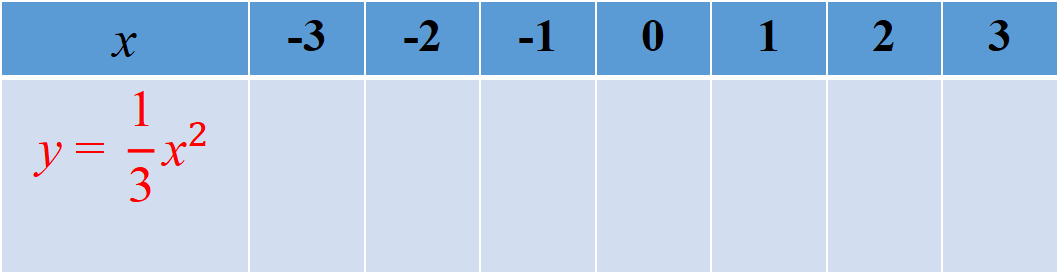 x -3 -2 -1 0 1 2 3
y = 1/3 x²